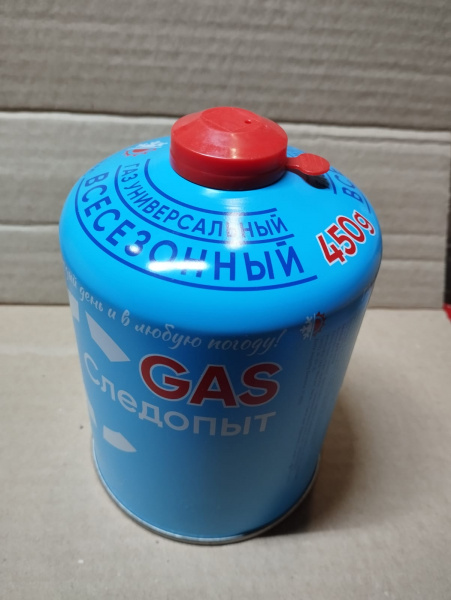 ГАЗ УНИВЕРСАЛЬНЫЙ
ВСЕСЕЗОННЫЙ
450g
день и в любую погоду!
GAS
Следопыт